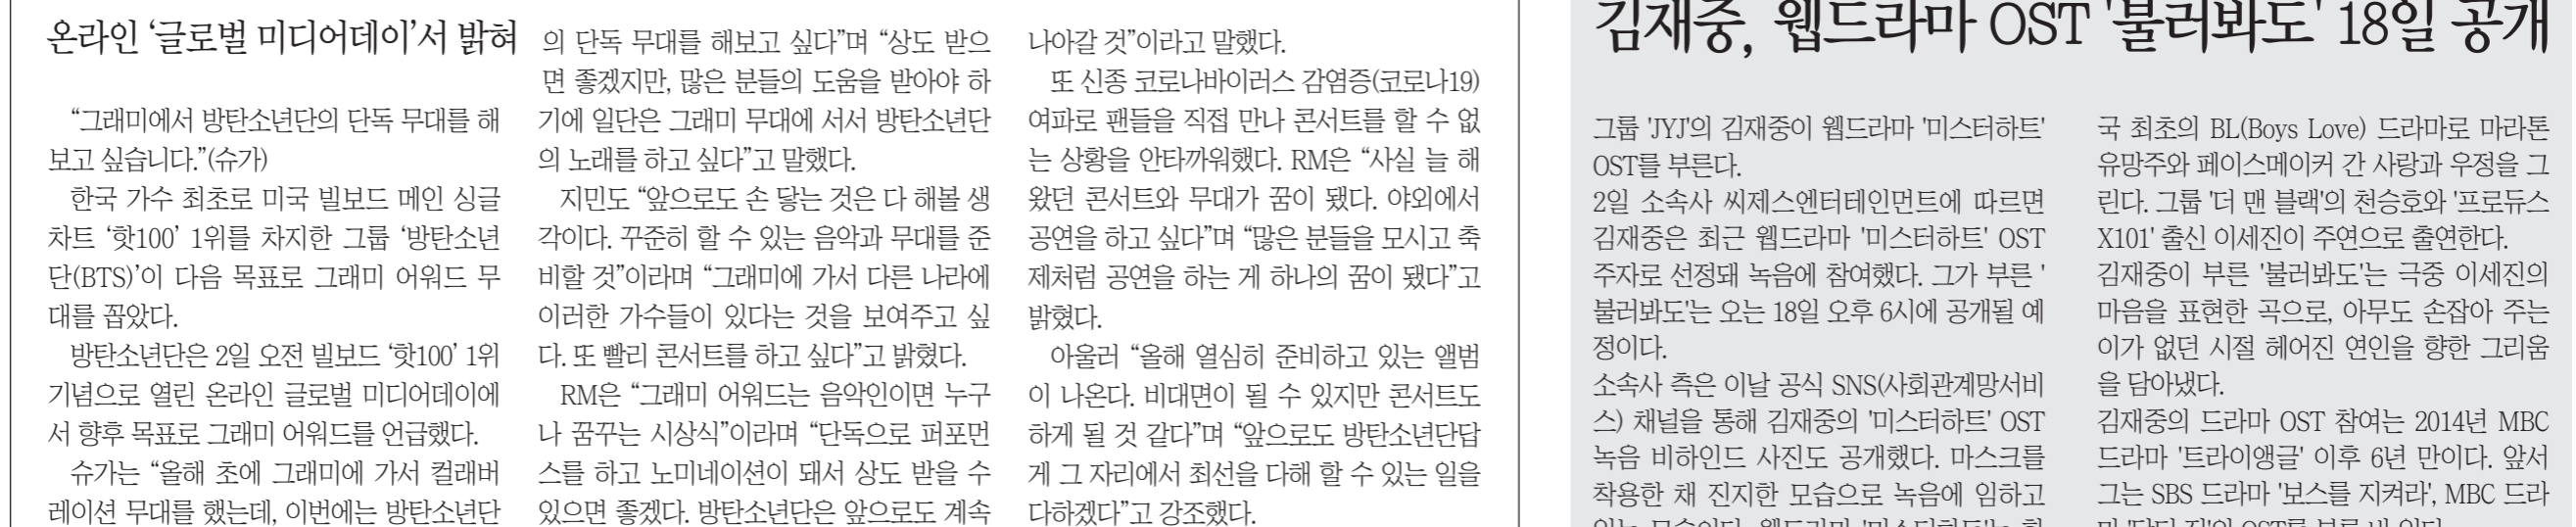 온라인 ‘글로벌 미디어데이’서 밝혀
“그래미에서 방탄소년단의 단독 무대를 해
보고 싶습니다.”(슈가)
한국 가수 최초로 미국 빌보드 메인 싱글
차트 ‘핫100’ 1위를 차지한 그룹 ‘방탄소년
단(BTS)’이 다음 목표로 그래미 어워드 무
대를 꼽았다.
방탄소년단은 2일 오전 빌보드 ‘핫100’ 1위
기념으로 열린 온라인 글로벌 미디어데이에
서 향후 목표로 그래미 어워드를 언급했다.
슈가는 “올해 초에 그래미에 가서 컬래버
레이션 무대를 했는데, 이번에는 방탄소년단
의 단독 무대를 해보고 싶다”며 “상도 받으
면 좋겠지만, 많은 분들의 도움을 받아야 하
기에 일단은 그래미 무대에 서서 방탄소년단
의 노래를 하고 싶다”고 말했다.
지민도 “앞으로도 손 닿는 것은 다 해볼 생
각이다. 꾸준히 할 수 있는 음악과 무대를 준
비할 것”이라며 “그래미에 가서 다른 나라에
이러한 가수들이 있다는 것을 보여주고 싶
다. 또 빨리 콘서트를 하고 싶다”고 밝혔다.
RM은 “그래미 어워드는 음악인이면 누구
나 꿈꾸는 시상식”이라며 “단독으로 퍼포먼
스를 하고 노미네이션이 돼서 상도 받을 수
있으면 좋겠다. 방탄소년단은 앞으로도 계속
나아갈 것”이라고 말했다.
또 신종 코로나바이러스 감염증(코로나19)
여파로 팬들을 직접 만나 콘서트를 할 수 없
는 상황을 안타까워했다. RM은 “사실 늘 해
왔던 콘서트와 무대가 꿈이 됐다. 야외에서
공연을 하고 싶다”며 “많은 분들을 모시고 축
제처럼 공연을 하는 게 하나의 꿈이 됐다”고
밝혔다.
아울러 “올해 열심히 준비하고 있는 앨범
이 나온다. 비대면이 될 수 있지만 콘서트도
하게 될 것 같다”며 “앞으로도 방탄소년단답
게 그 자리에서 최선을 다해 할 수 있는 일을
다하겠다”고 강조했다.
김재중, 웹드라마 OST '불러봐도' 18일 공개
그룹 'JYJ'의 김재중이 웹드라마 '미스터하트'
OST를 부른다.
2일 소속사 씨제스엔터테인먼트에 따르면
김재중은 최근 웹드라마 '미스터하트' OST
주자로 선정돼 녹음에 참여했다. 그가 부른 '
불러봐도'는 오는 18일 오후 6시에 공개될 예
정이다.
소속사 측은 이날 공식 SNS(사회관계망서비
스) 채널을 통해 김재중의 '미스터하트' OST
녹음 비하인드 사진도 공개했다. 마스크를
착용한 채 진지한 모습으로 녹음에 임하고
국 최초의 BL(Boys Love) 드라마로 마라톤
유망주와 페이스메이커 간 사랑과 우정을 그
린다. 그룹 '더 맨 블랙'의 천승호와 '프로듀스
X101' 출신 이세진이 주연으로 출연한다.
김재중이 부른 '불러봐도'는 극중 이세진의
마음을 표현한 곡으로, 아무도 손잡아 주는
이가 없던 시절 헤어진 연인을 향한 그리움
을 담아냈다.
김재중의 드라마 OST 참여는 2014년 MBC
드라마 '트라이앵글' 이후 6년 만이다. 앞서
그는 SBS 드라마 '보스를 지켜라', MBC 드라